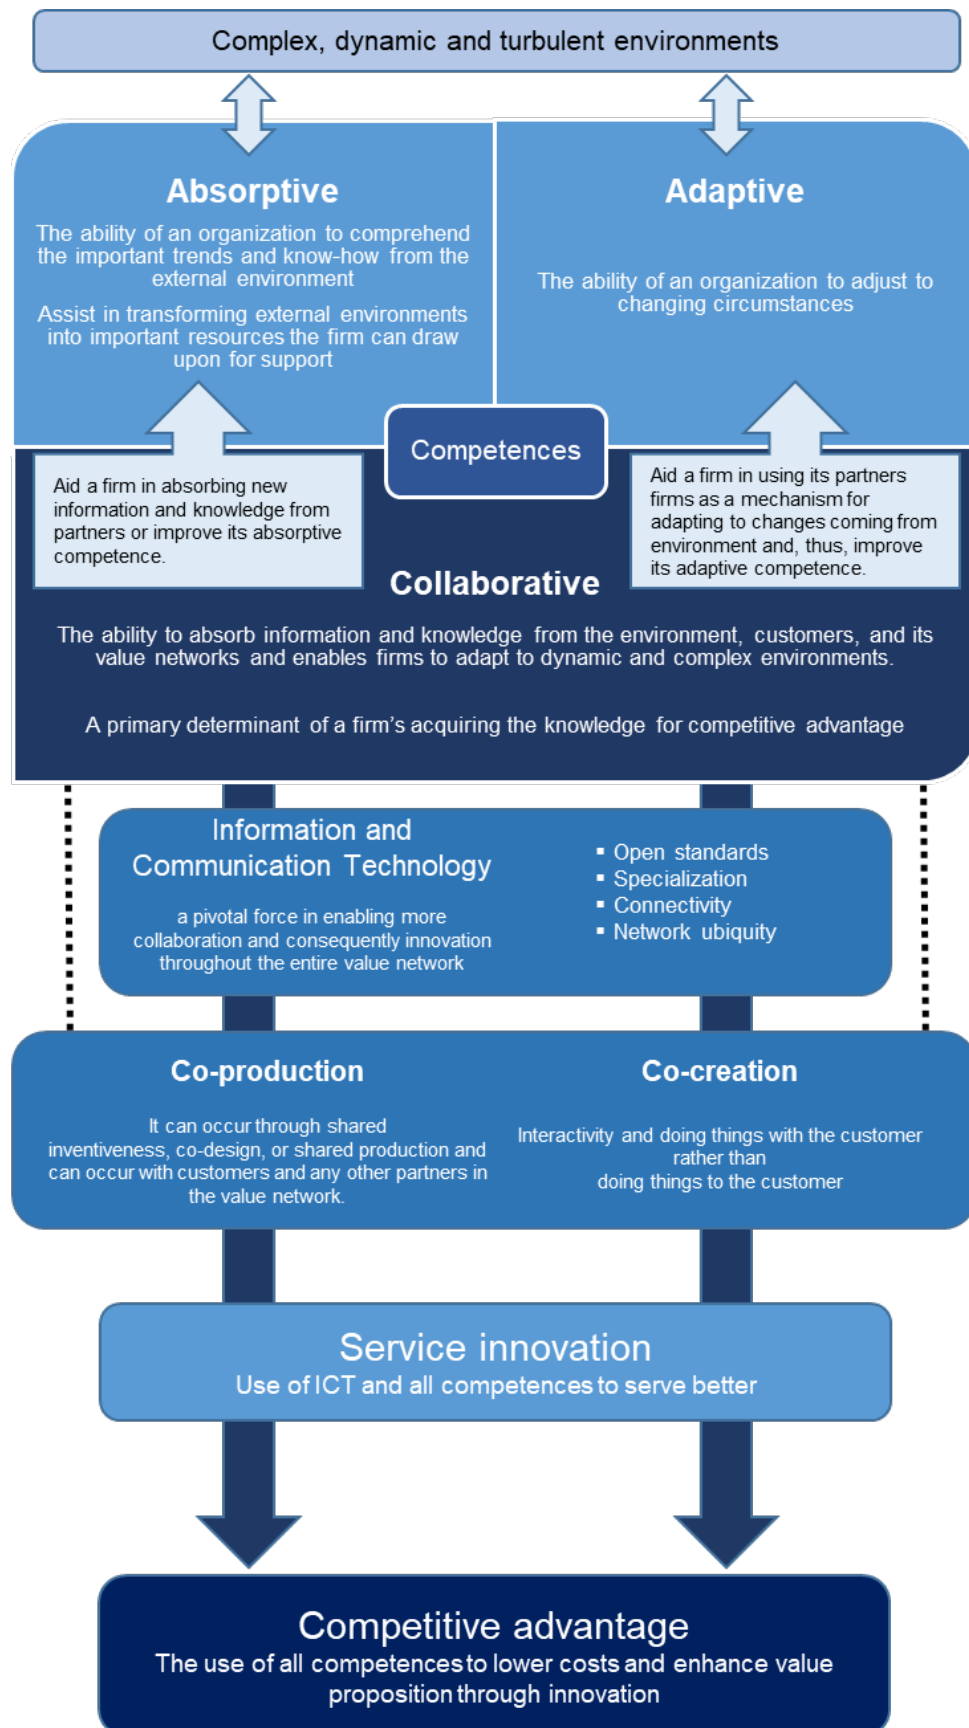 Complex, dynamic and turbulent environments
Absorptive
The ability of an organization to comprehend
the important trends and know-how from the
external environment
Assist in transforming external environments
into important resources the firm can draw
upon for support
Adaptive
The ability of an organization to adjust to
changing circumstances
Competences
Aid a firm in absorbing new
information and knowledge from
partners or improve its absorptive
competence.
Aid a firm in using its partners
firms as a mechanism for
adapting to changes coming from
environment and, thus, improve
its adaptive competence.
Collaborative
The ability to absorb information and knowledge from the environment, customers, and its
value networks and enables firms to adapt to dynamic and complex environments.
A primary determinant of a firm's acquiring the knowledge for competitive advantage
Information and
Communication Technology
a pivotal force in enabling more
collaboration and consequently innovation
throughout the entire value network
▪ Open standards
▪ Specialization
▪ Connectivity
▪ Network ubiquity
Co-production
It can occur through shared
inventiveness, co-design, or shared production and
can occur with customers and any other partners in
the value network.
Co-creation
Interactivity and doing things with the customer
rather than
doing things to the customer
Service innovation
Use of ICT and all competences to serve better
Competitive advantage
The use of all competences to lower costs and enhance value
proposition through innovation